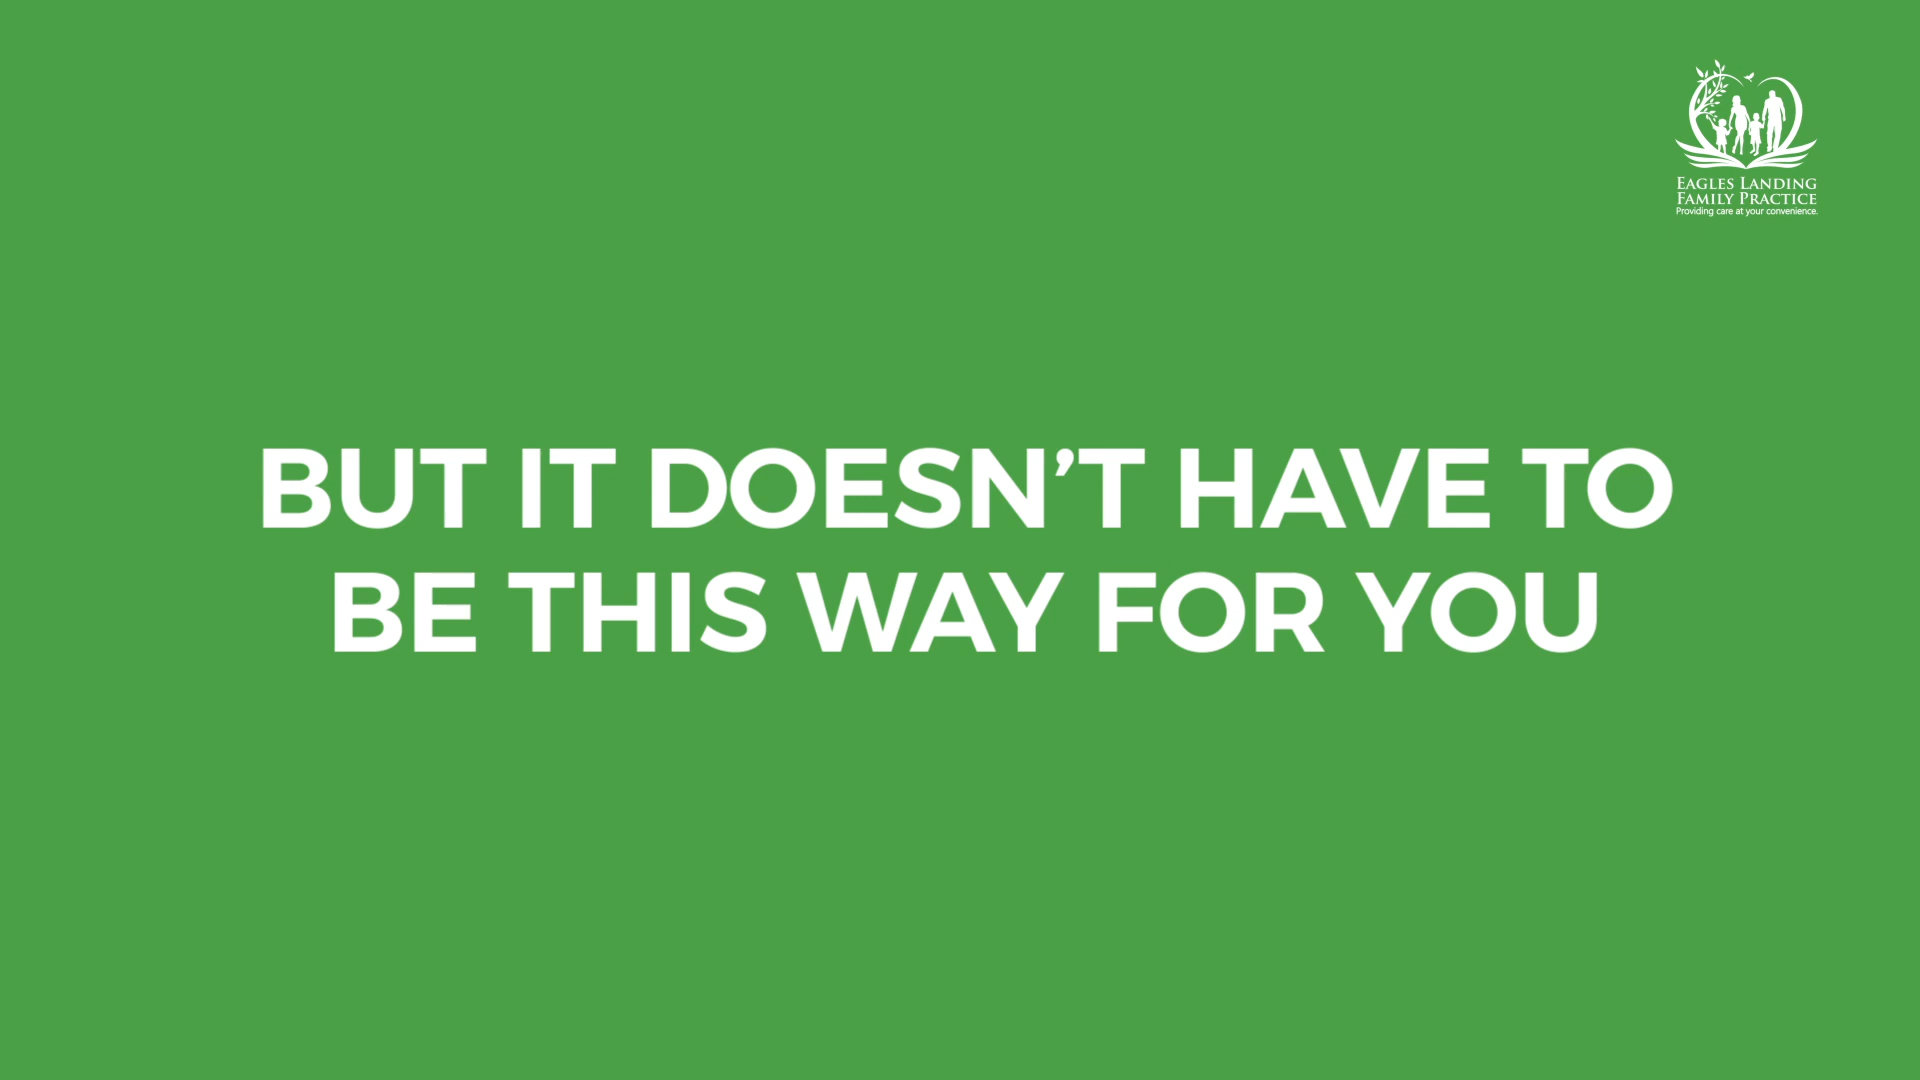 EAGLES LANDING
FAMILY PRACTICE
Providing care at your convenience.
BUT IT DOESN’T HAVE TO
BE THIS WAY FOR YOU